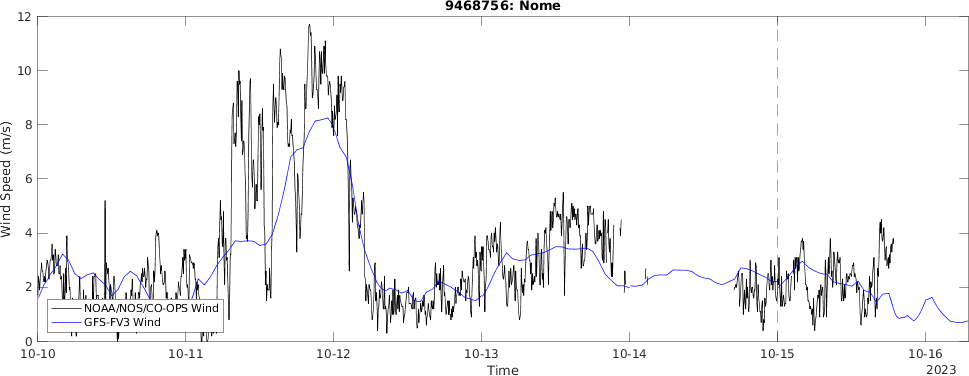 9468756: Nome
12
10
8
6
4
2
0
Wind Speed (m/s)
NOAA/NOS/CO-OPS Wind
GFS-FV3 Wind
10-10 10-11 10-12 10-13 10-14 10-15 10-16
Time
2023